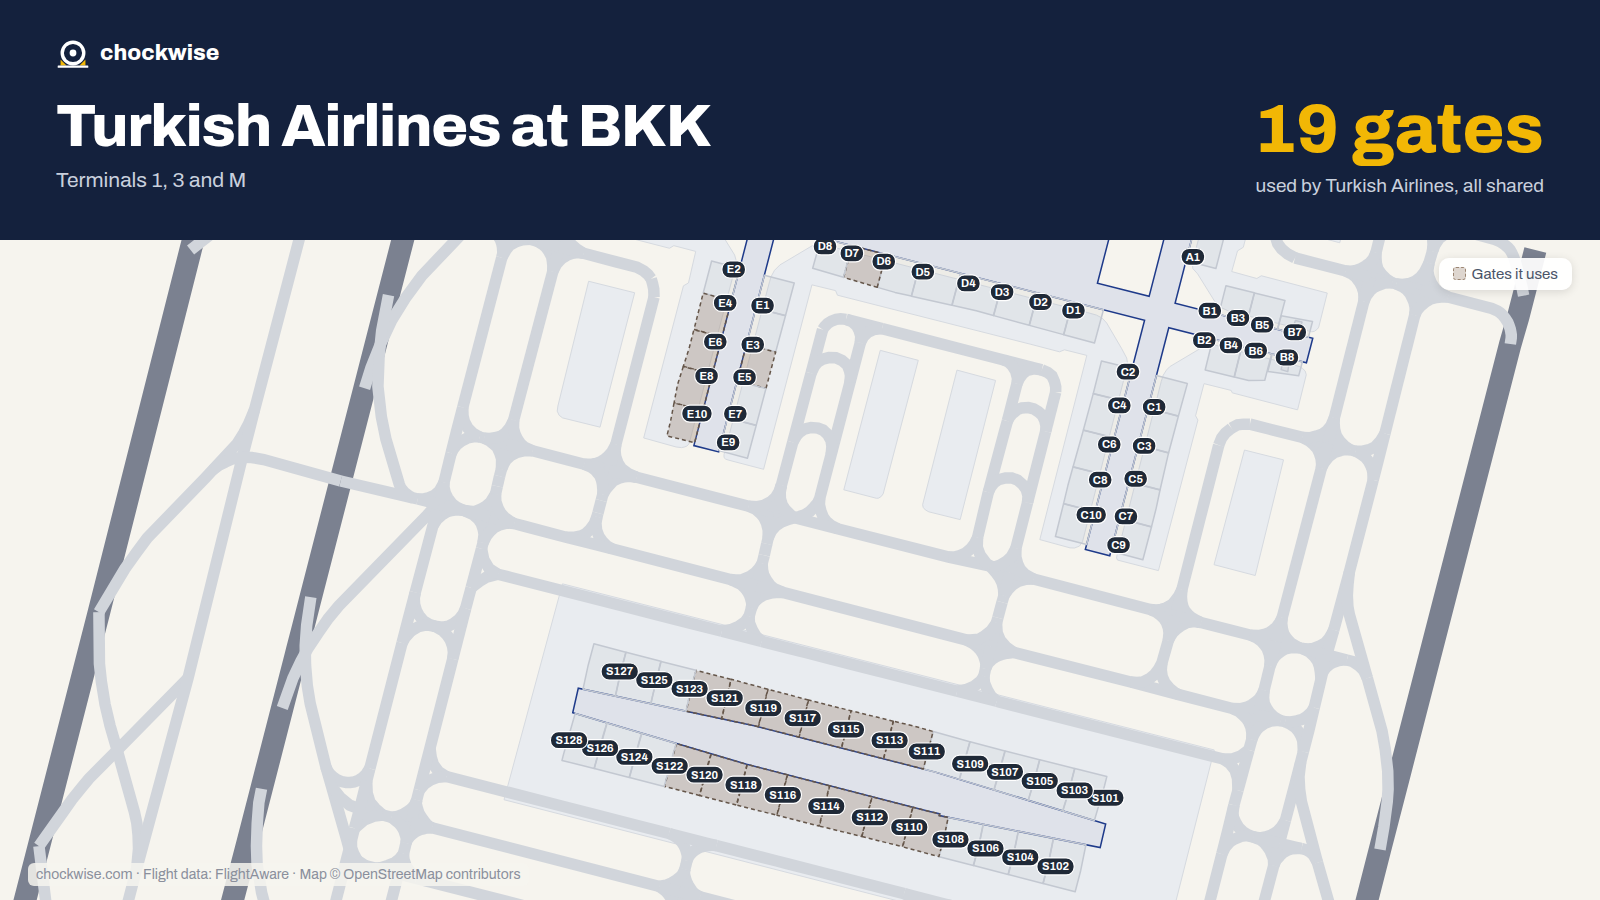 chockwise
Turkish Airlines at BKK
Terminals 1, 3 and M
19 gates
used by Turkish Airlines, all shared
Gates it uses
D8
D7
D6
D5
D4
D3
D2
D1
A1
E2
E4
E1
E6
E3
E8
E5
E10
E7
E9
B1
B3
B5
B7
B2
B4
B6
B8
C2
C4
C1
C6
C3
C8
C5
C10
C7
C9
S127
S125
S123
S121
S119
S117
S115
S113
S111
S109
S107
S105
S103
S101
S128
S126
S124
S122
S120
S118
S116
S114
S112
S110
S108
S106
S104
S102
chockwise.com · Flight data: FlightAware · Map © OpenStreetMap contributors